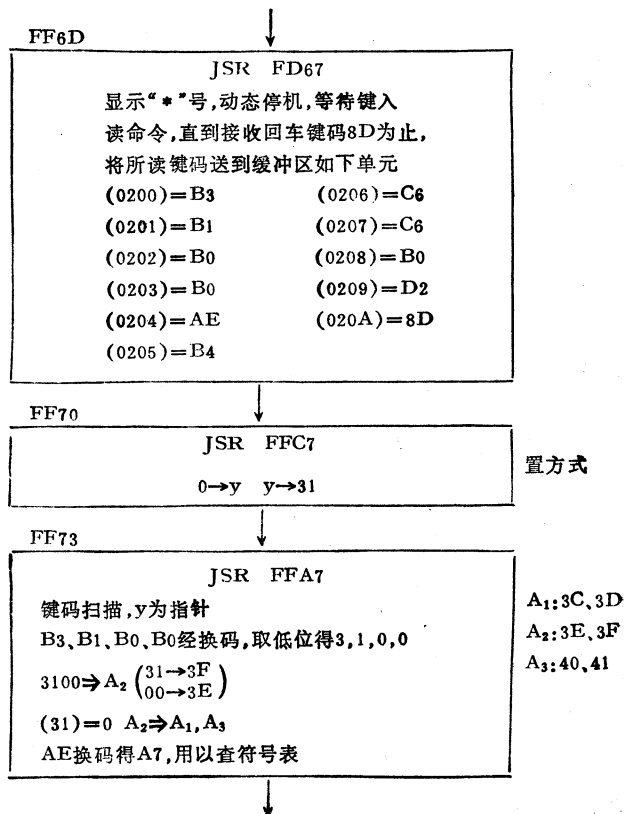 FF6D
JSR FD67
显示“*”号,动态停机,等待键入
读命令,直到接收回车键码8D为止,
将所读键码送到缓冲区如下单元
(0200)=B3 (0206)=C6
(0201)=B1 (0207)=C6
(0202)=B0 (0208)=B0
(0203)=B0 (0209)=D2
(0204)=AE (020A)=8D
(0205)=B4
FF70
JSR FFC7
0→y y→31
置方式
FF73
JSR FFA7
键码扫描,y为指针
B3、B1、B0、B0经换码,取低位得3,1,0,0
3100⇒A₂(31→3F
00→3E)
(31)=0 A₂⇒A₁,A₃
AE换码得A7,用以查符号表
A₁:3C、3D
A₂:3E、3F
A₃:40、41